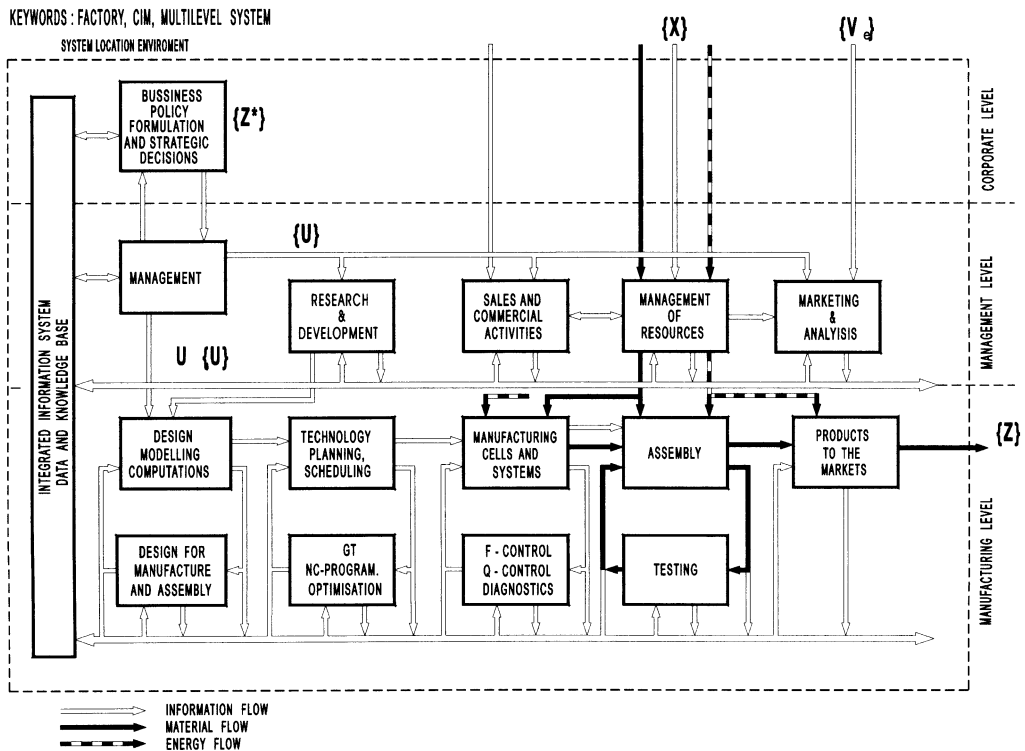 KEYWORDS : FACTORY, CIM, MULTILEVEL SYSTEM
SYSTEM LOCATION ENVIROMENT
{X}
{V e}
BUSSINESS
POLICY
FORMULATION
AND STRATEGIC
DECISIONS
{Z*}
CORPORATE LEVEL
INTEGRATED INFORMATION SYSTEM
DATA AND KNOWLEDGE BASE
MANAGEMENT
{U}
RESEARCH
&
DEVELOPMENT
SALES AND
COMMERCIAL
ACTIVITIES
MANAGEMENT
OF
RESOURCES
MARKETING
&
ANALYISIS
MANAGEMENT LEVEL
U {U}
DESIGN
MODELLING
COMPUTATIONS
TECHNOLOGY
PLANNING,
SCHEDULING
MANUFACTURING
CELLS AND
SYSTEMS
ASSEMBLY
PRODUCTS
TO THE
MARKETS
{Z}
MANUFACTURING LEVEL
DESIGN FOR
MANUFACTURE
AND ASSEMBLY
GT
NC-PROGRAM.
OPTIMISATION
F - CONTROL
Q - CONTROL
DIAGNOSTICS
TESTING
INFORMATION FLOW
MATERIAL FLOW
ENERGY FLOW